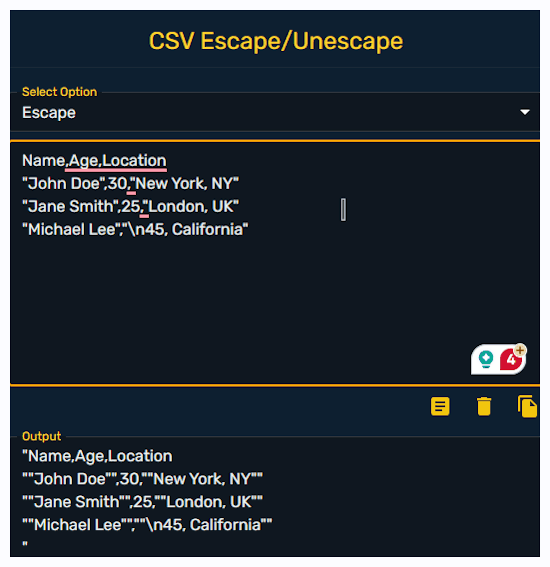 CSV Escape/Unescape
Select Option
Escape
Name,Age,Location
"John Doe",30,"New York, NY"
"Jane Smith",25,"London, UK"
"Michael Lee","\n45, California"
4
+
Output
"Name,Age,Location
""John Doe"",30,""New York, NY""
""Jane Smith"",25,""London, UK""
""Michael Lee"",""\n45, California""
"